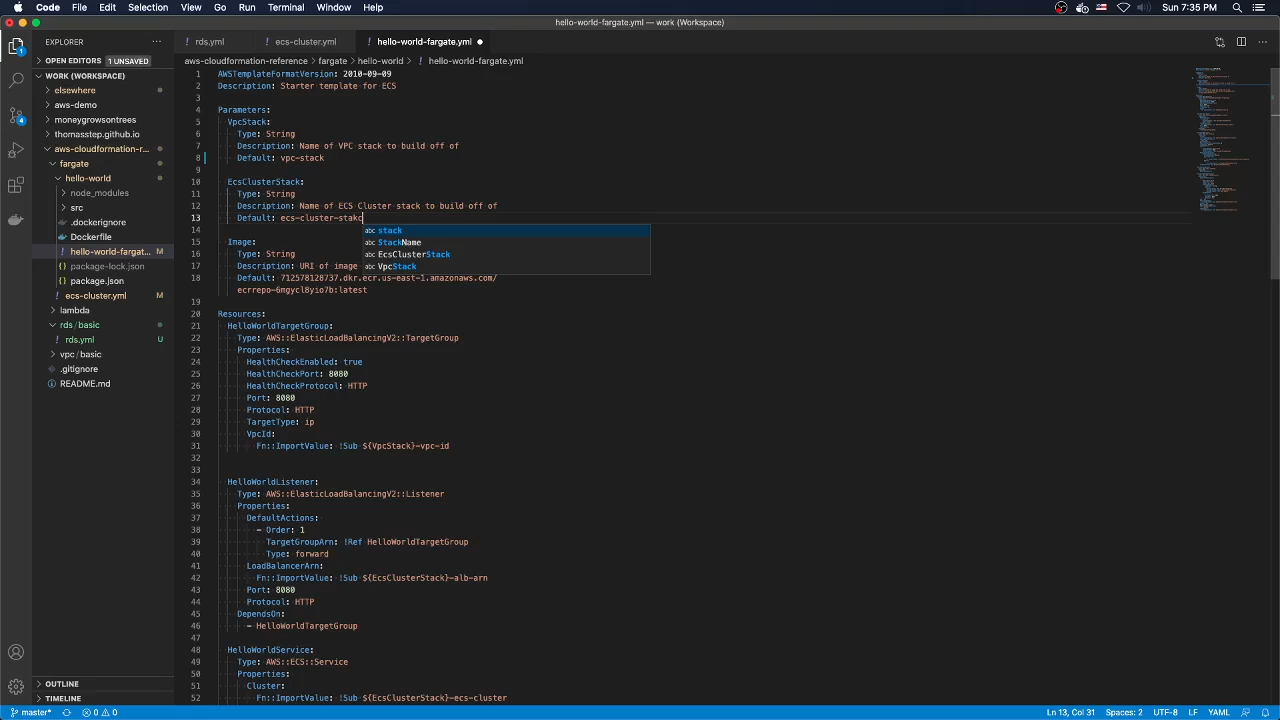 Code File Edit Selection View Go Run Terminal Window Help Sun 7:35 PM
hello-world-fargate.yml — work (Workspace)
EXPLORER
OPEN EDITORS 1 UNSAVED
WORK (WORKSPACE)
elsewhere
aws-demo
moneygrowsontrees
thomasstep.github.io
aws-cloudformation-r...
fargate
hello-world
node_modules
src
.dockerignore
Dockerfile
hello-world-fargat... M
package-lock.json
package.json
ecs-cluster.yml M
lambda
rds/basic
rds.yml U
vpc/basic
.gitignore
README.md
OUTLINE
TIMELINE
1
4
rds.yml ecs-cluster.yml hello-world-fargate.yml
aws-cloudformation-reference > fargate > hello-world > ! hello-world-fargate.yml
1 AWSTemplateFormatVersion: 2010-09-09
2 Description: Starter template for ECS
3
4 Parameters:
5 VpcStack:
6 Type: String
7 Description: Name of VPC stack to build off of
8 Default: vpc-stack
9
10 EcsClusterStack:
11 Type: String
12 Description: Name of ECS Cluster stack to build off of
13 Default: ecs-cluster-stakc
abc stack
abc StackName
abc EcsClusterStack
abc VpcStack
14
15 Image:
16 Type: String
17 Description: URI of image
18 Default: 712578128737.dkr.ecr.us-east-1.amazonaws.com/
ecrrepo-6mgycl8yio7b:latest
19
20 Resources:
21 HelloWorldTargetGroup:
22 Type: AWS::ElasticLoadBalancingV2::TargetGroup
23 Properties:
24 HealthCheckEnabled: true
25 HealthCheckPort: 8080
26 HealthCheckProtocol: HTTP
27 Port: 8080
28 Protocol: HTTP
29 TargetType: ip
30 VpcId:
31 Fn::ImportValue: !Sub ${VpcStack}-vpc-id
32
33
34 HelloWorldListener:
35 Type: AWS::ElasticLoadBalancingV2::Listener
36 Properties:
37 DefaultActions:
38 - Order: 1
39 TargetGroupArn: !Ref HelloWorldTargetGroup
40 Type: forward
41 LoadBalancerArn:
42 Fn::ImportValue: !Sub ${EcsClusterStack}-alb-arn
43 Port: 8080
44 Protocol: HTTP
45 DependsOn:
46 - HelloWorldTargetGroup
47
48 HelloWorldService:
49 Type: AWS::ECS::Service
50 Properties:
51 Cluster:
52 Fn::ImportValue: !Sub ${EcsClusterStack}-ecs-cluster
master* 0 0 Ln 13, Col 31 Spaces: 2 UTF-8 LF YAML